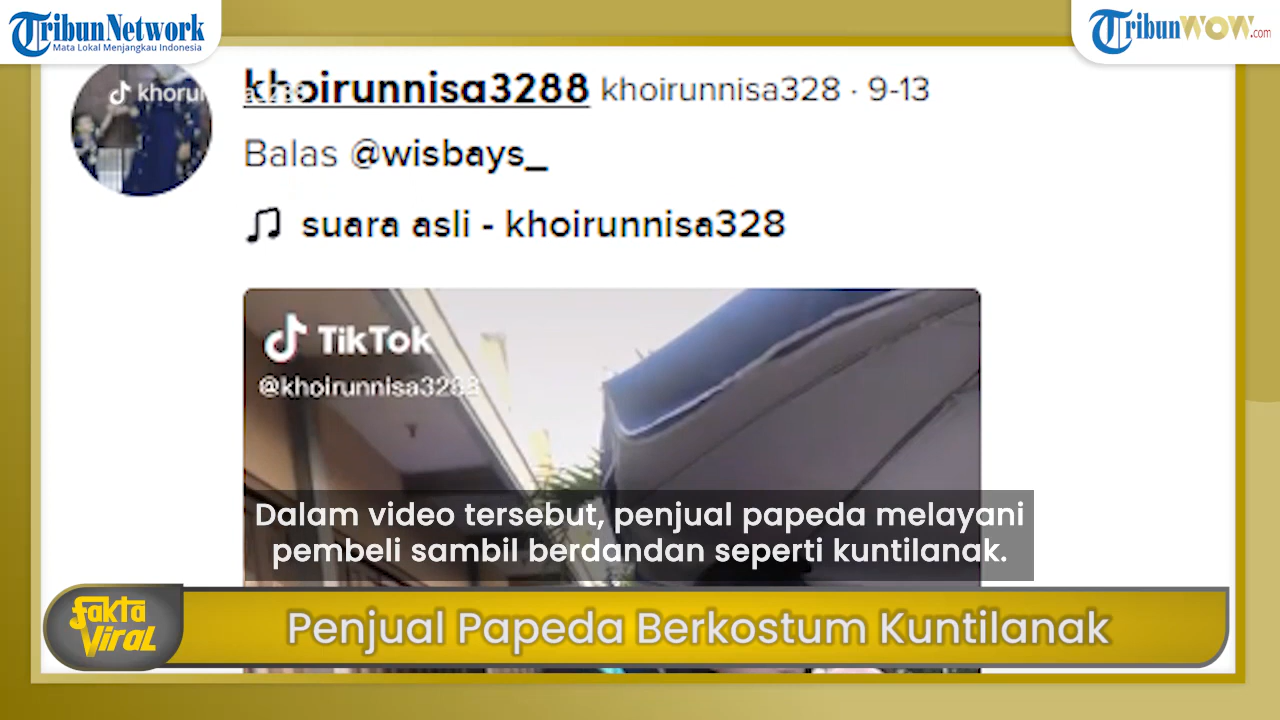 TribunNetwork
Mata Lokal Menjangkau Indonesia
TribunWOW.com
khoirunnisa3288 khoirunnisa328 · 9-13
Balas @wisbays_
suara asli - khoirunnisa328
TikTok
@khoirunnisa3288
Dalam video tersebut, penjual papeda melayani
pembeli sambil berdandan seperti kuntilanak.
Fakta
Viral
Penjual Papeda Berkostum Kuntilanak